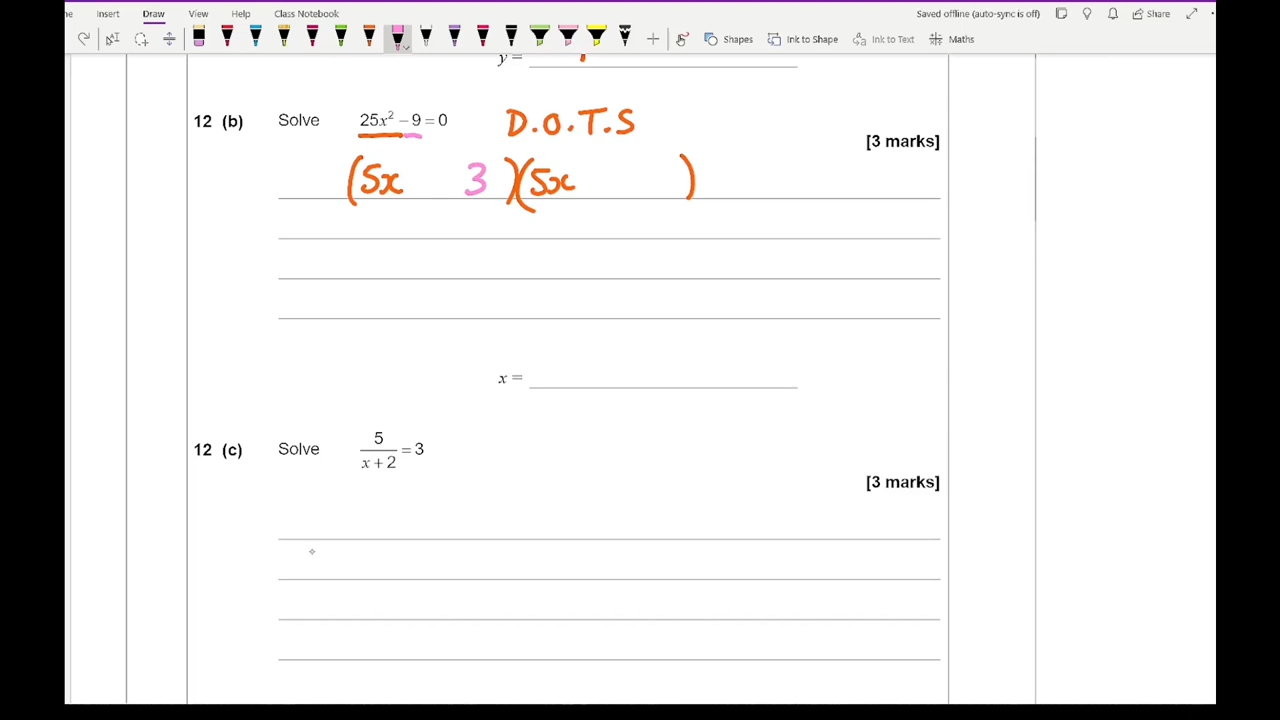 me Insert Draw View Help Class Notebook Saved offline (auto-sync is off) Share
Shapes Ink to Shape Ink to Text Maths
y =
12 (b) Solve 25x² – 9 = 0 D.O.T.S
[3 marks]
(5x 3 )(5x )
x =
12 (c) Solve 5/(x + 2) = 3
[3 marks]